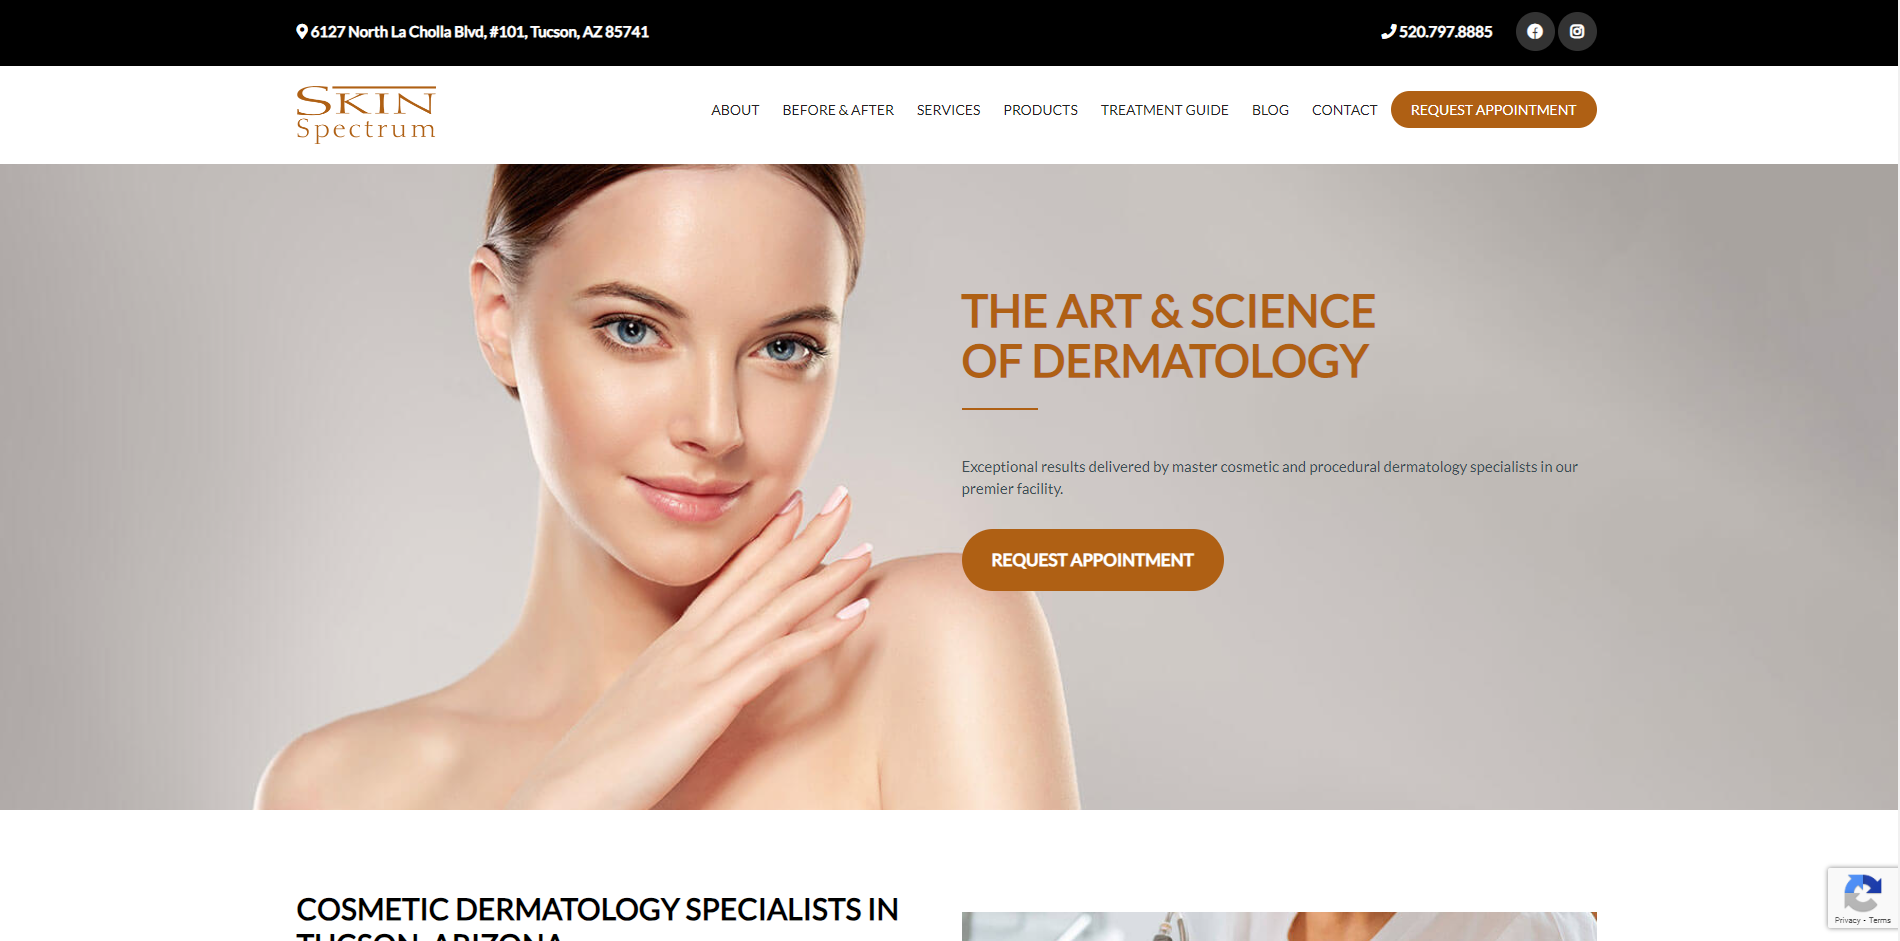 6127 North La Cholla Blvd, #101, Tucson, AZ 85741
520.797.8885
SKIN
Spectrum
ABOUT BEFORE & AFTER SERVICES PRODUCTS TREATMENT GUIDE BLOG CONTACT REQUEST APPOINTMENT
THE ART & SCIENCE
OF DERMATOLOGY
Exceptional results delivered by master cosmetic and procedural dermatology specialists in our
premier facility.
REQUEST APPOINTMENT
COSMETIC DERMATOLOGY SPECIALISTS IN
TUCSON, ARIZONA
Privacy - Terms